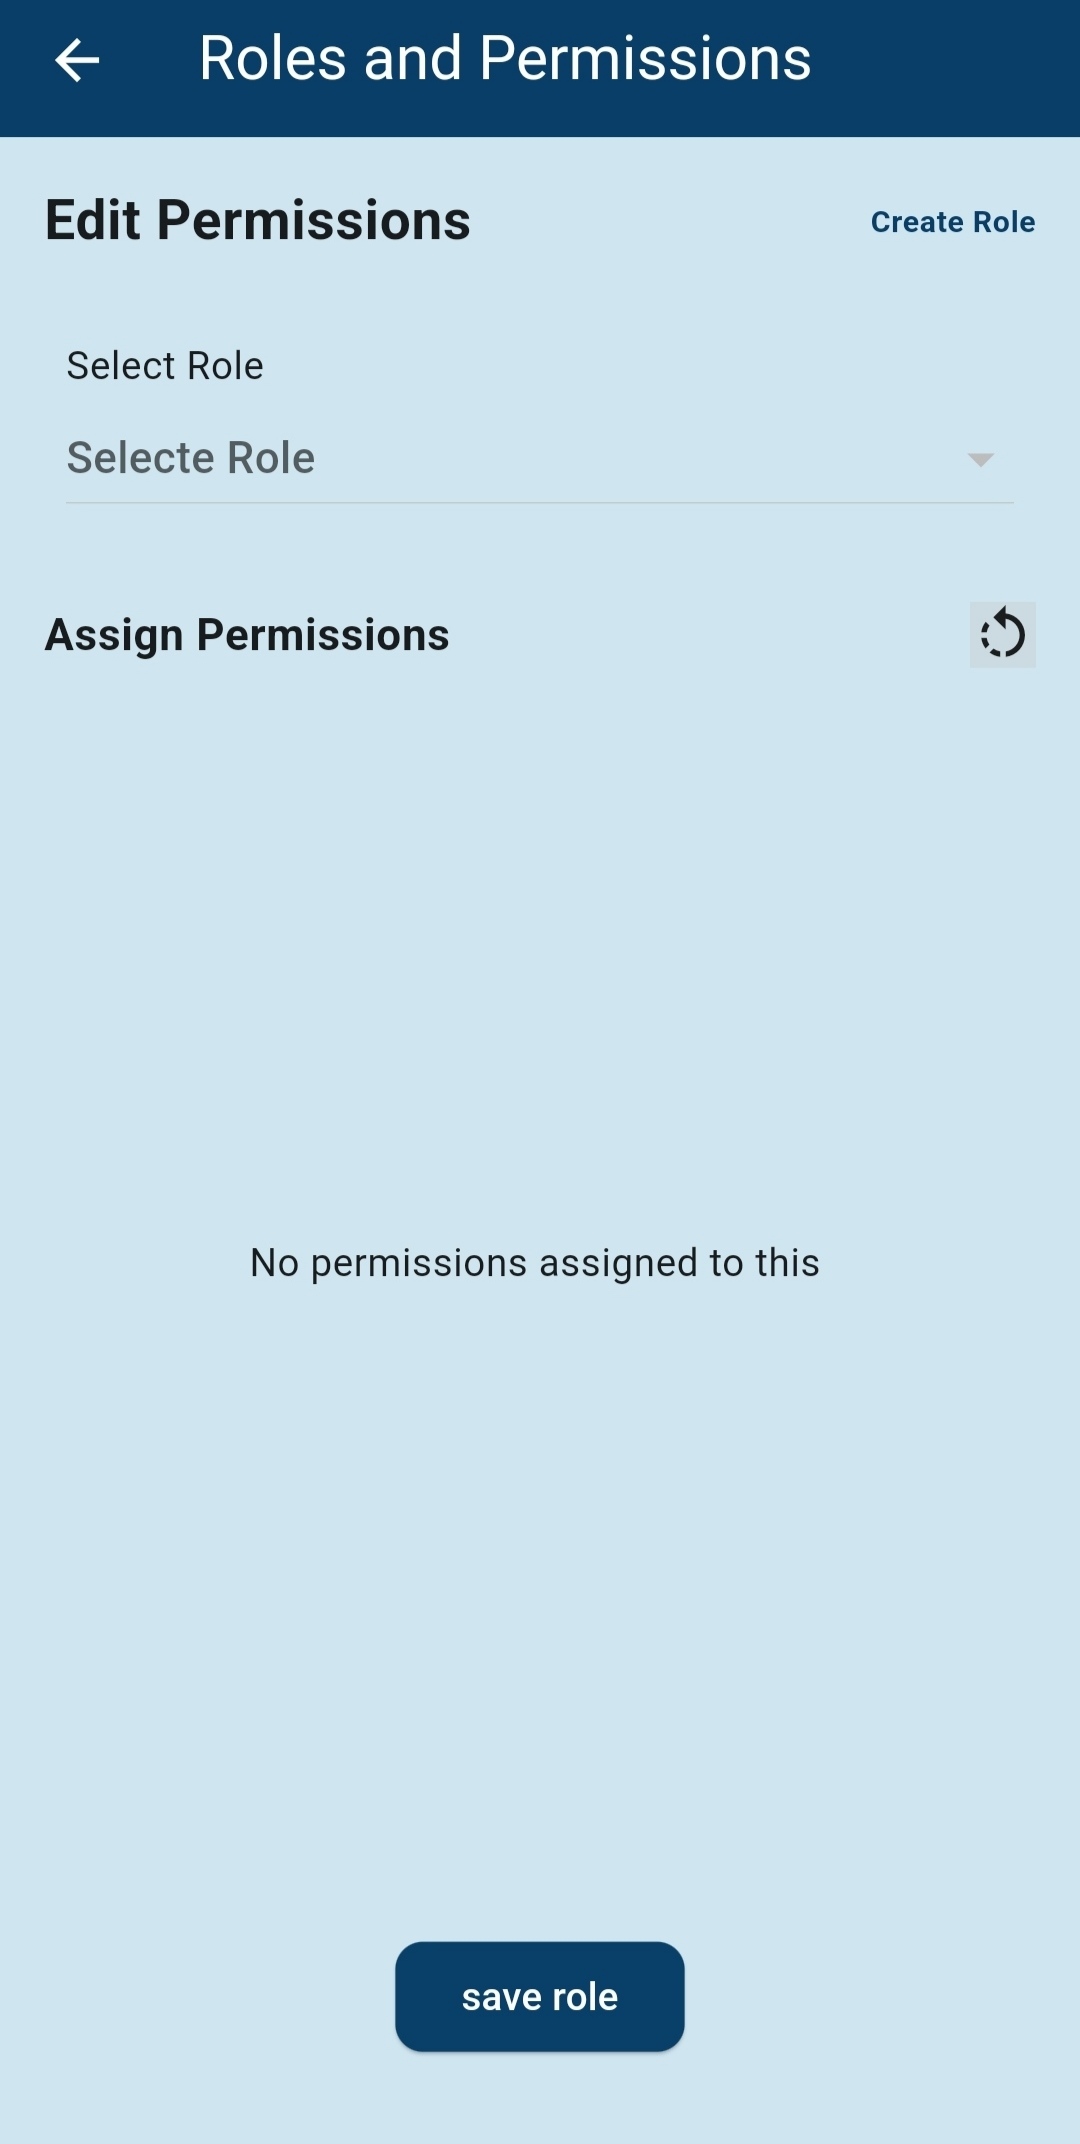 Roles and Permissions
Edit Permissions
Create Role
Select Role
Selecte Role
Assign Permissions
No permissions assigned to this
save role